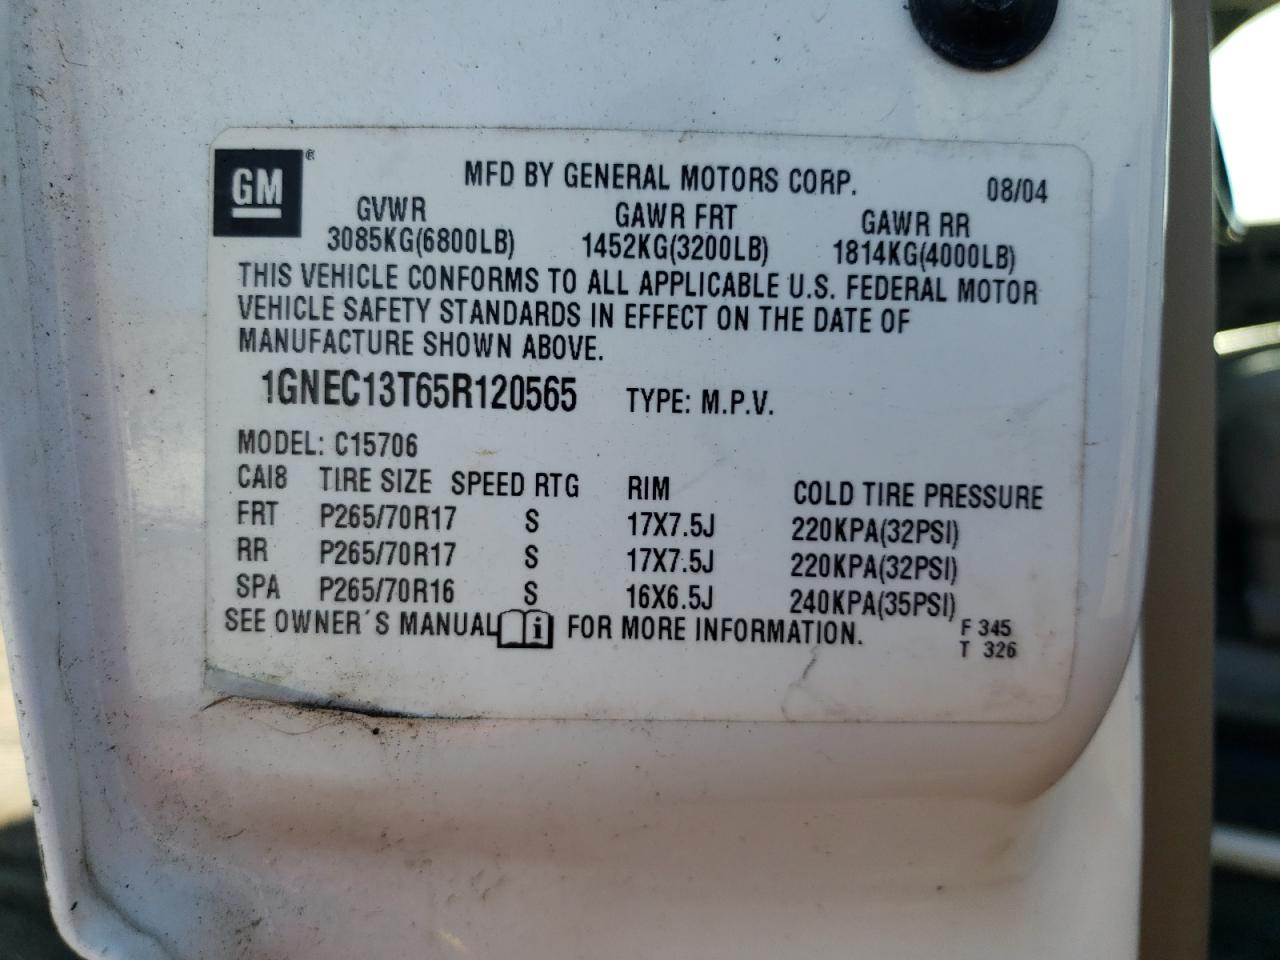 GM®
MFD BY GENERAL MOTORS CORP. 08/04
GVWR GAWR FRT GAWR RR
3085KG(6800LB) 1452KG(3200LB) 1814KG(4000LB)
THIS VEHICLE CONFORMS TO ALL APPLICABLE U.S. FEDERAL MOTOR
VEHICLE SAFETY STANDARDS IN EFFECT ON THE DATE OF
MANUFACTURE SHOWN ABOVE.
1GNEC13T65R120565 TYPE: M.P.V.
MODEL: C15706
CAI8 TIRE SIZE SPEED RTG RIM COLD TIRE PRESSURE
FRT P265/70R17 S 17X7.5J 220KPA(32PSI)
RR P265/70R17 S 17X7.5J 220KPA(32PSI)
SPA P265/70R16 S 16X6.5J 240KPA(35PSI)
SEE OWNER´S MANUAL i FOR MORE INFORMATION.
F 345
T 326